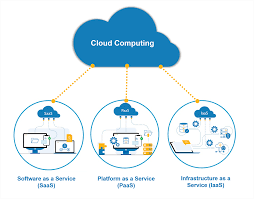 Cloud Computing
SaaS
PaaS
IaaS
Software as a Service
(SaaS)
Platform as a Service
(PaaS)
Infrastructure as a
Service (IaaS)